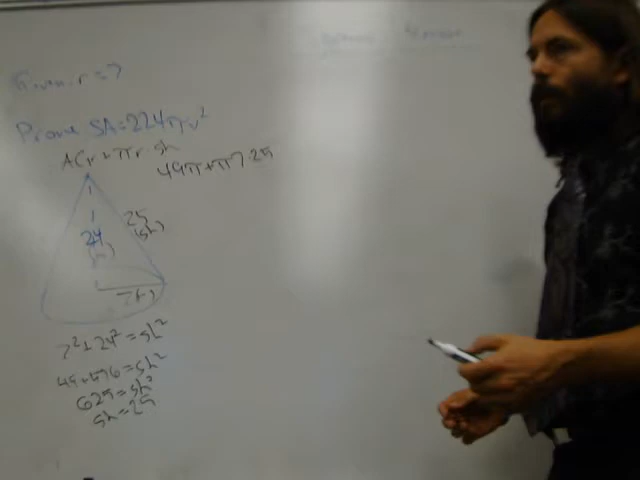 Given: r=7
Prove SA=224πu²
A(r+πr·sh
49π+π7·25
25
(sh)
24
(h)
7(r)
7²+24²=sh²
49+576=sh²
625=sh²
sh=25